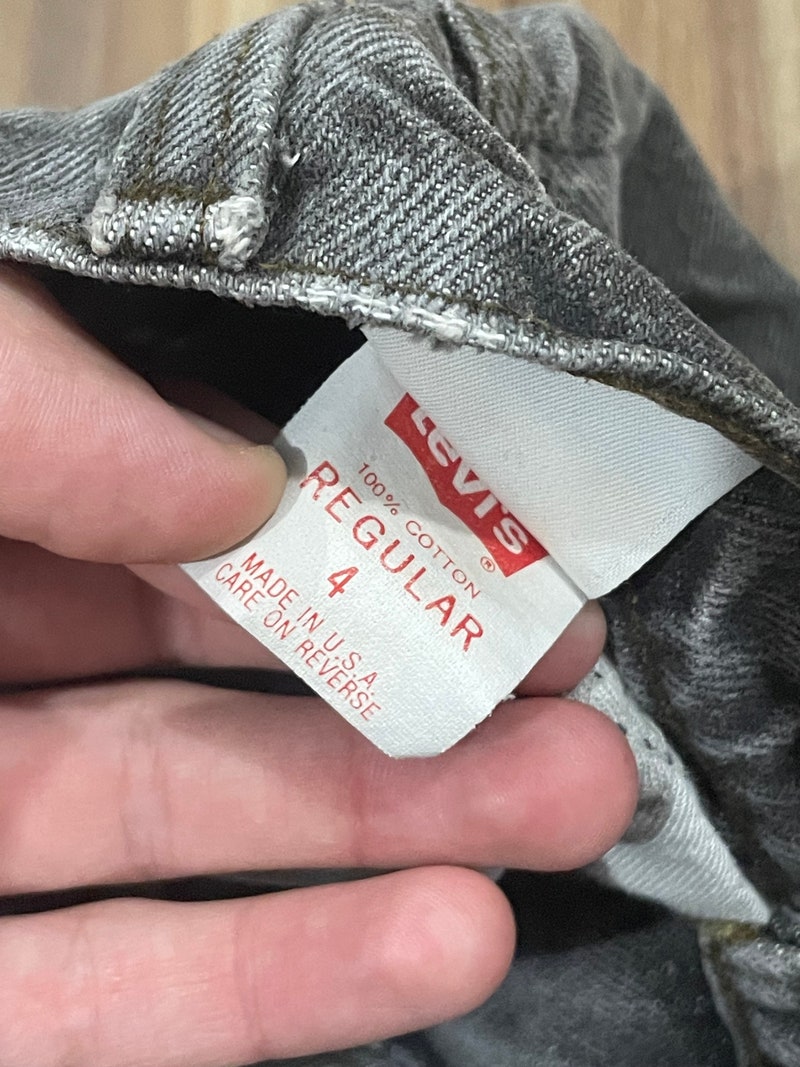 Levi's ®
100% COTTON
REGULAR
4
MADE IN U.S.A.
CARE ON REVERSE